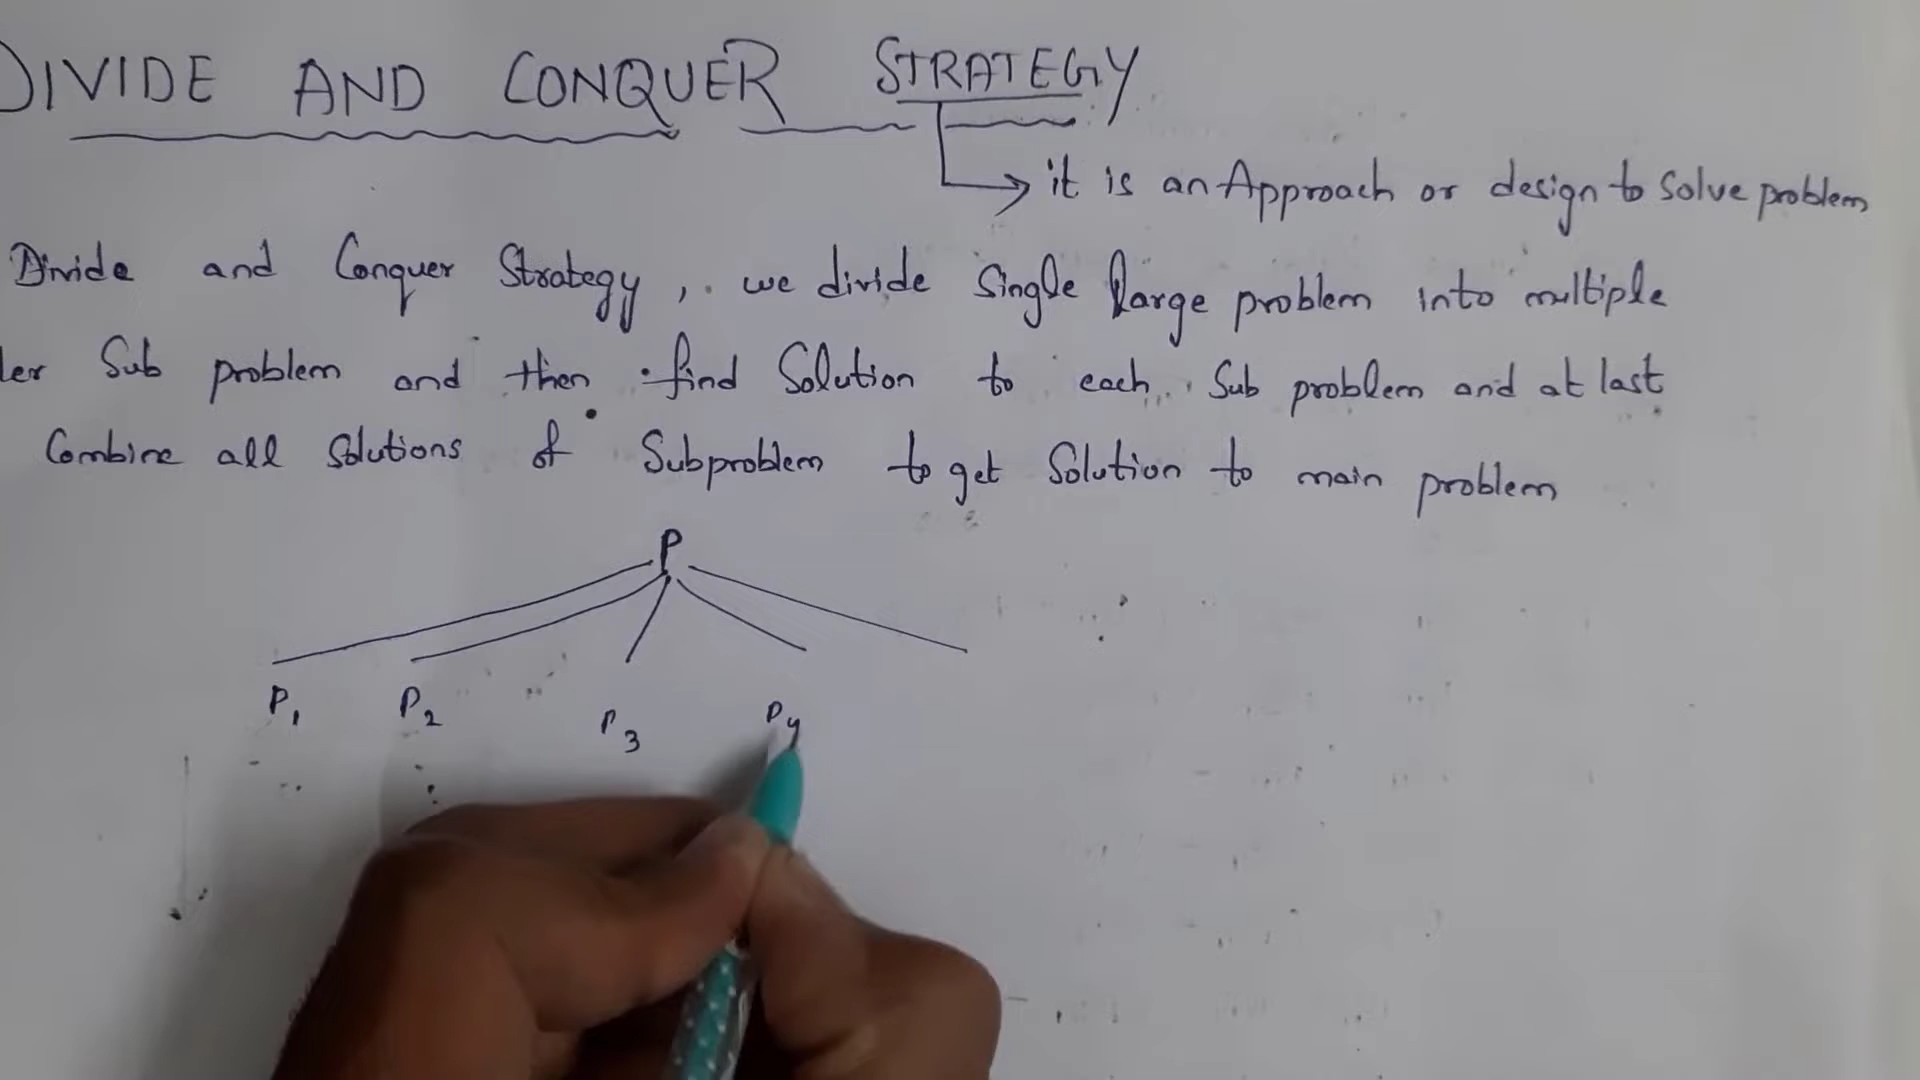 DIVIDE AND CONQUER STRATEGY
it is an Approach or design to Solve problem
Divide and Conquer Strategy, we divide Single large problem into multiple
ler Sub problem and then find Solution to each Sub problem and at last
Combine all Solutions of Subproblem to get Solution to main problem
P
P1 P2 P3 P4